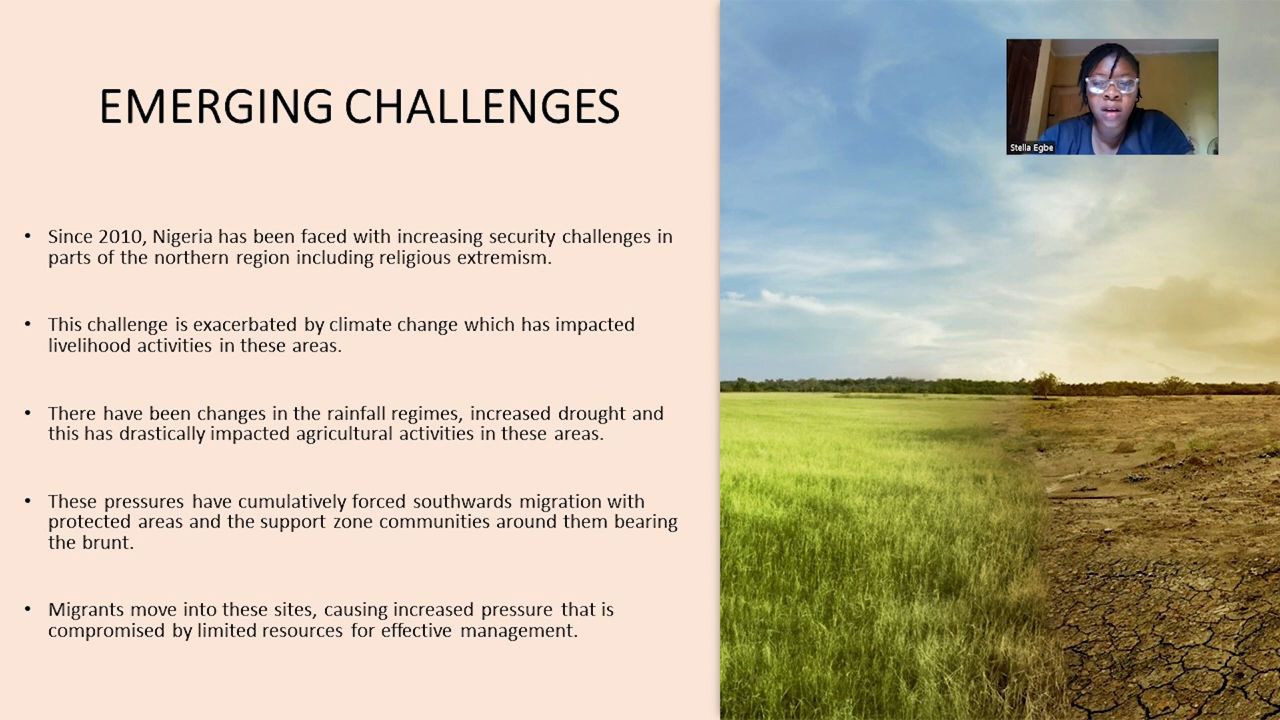 EMERGING CHALLENGES
Stella Egbe
• Since 2010, Nigeria has been faced with increasing security challenges in
parts of the northern region including religious extremism.
• This challenge is exacerbated by climate change which has impacted
livelihood activities in these areas.
• There have been changes in the rainfall regimes, increased drought and
this has drastically impacted agricultural activities in these areas.
• These pressures have cumulatively forced southwards migration with
protected areas and the support zone communities around them bearing
the brunt.
• Migrants move into these sites, causing increased pressure that is
compromised by limited resources for effective management.